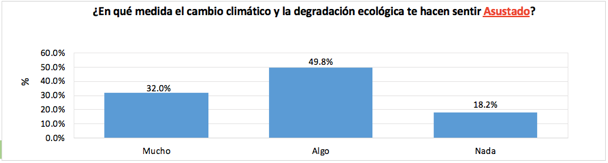 ¿En qué medida el cambio climático y la degradación ecológica te hacen sentir Asustado?
%
60.0%
50.0%
40.0%
30.0%
20.0%
10.0%
0.0%
32.0%
49.8%
18.2%
Mucho
Algo
Nada